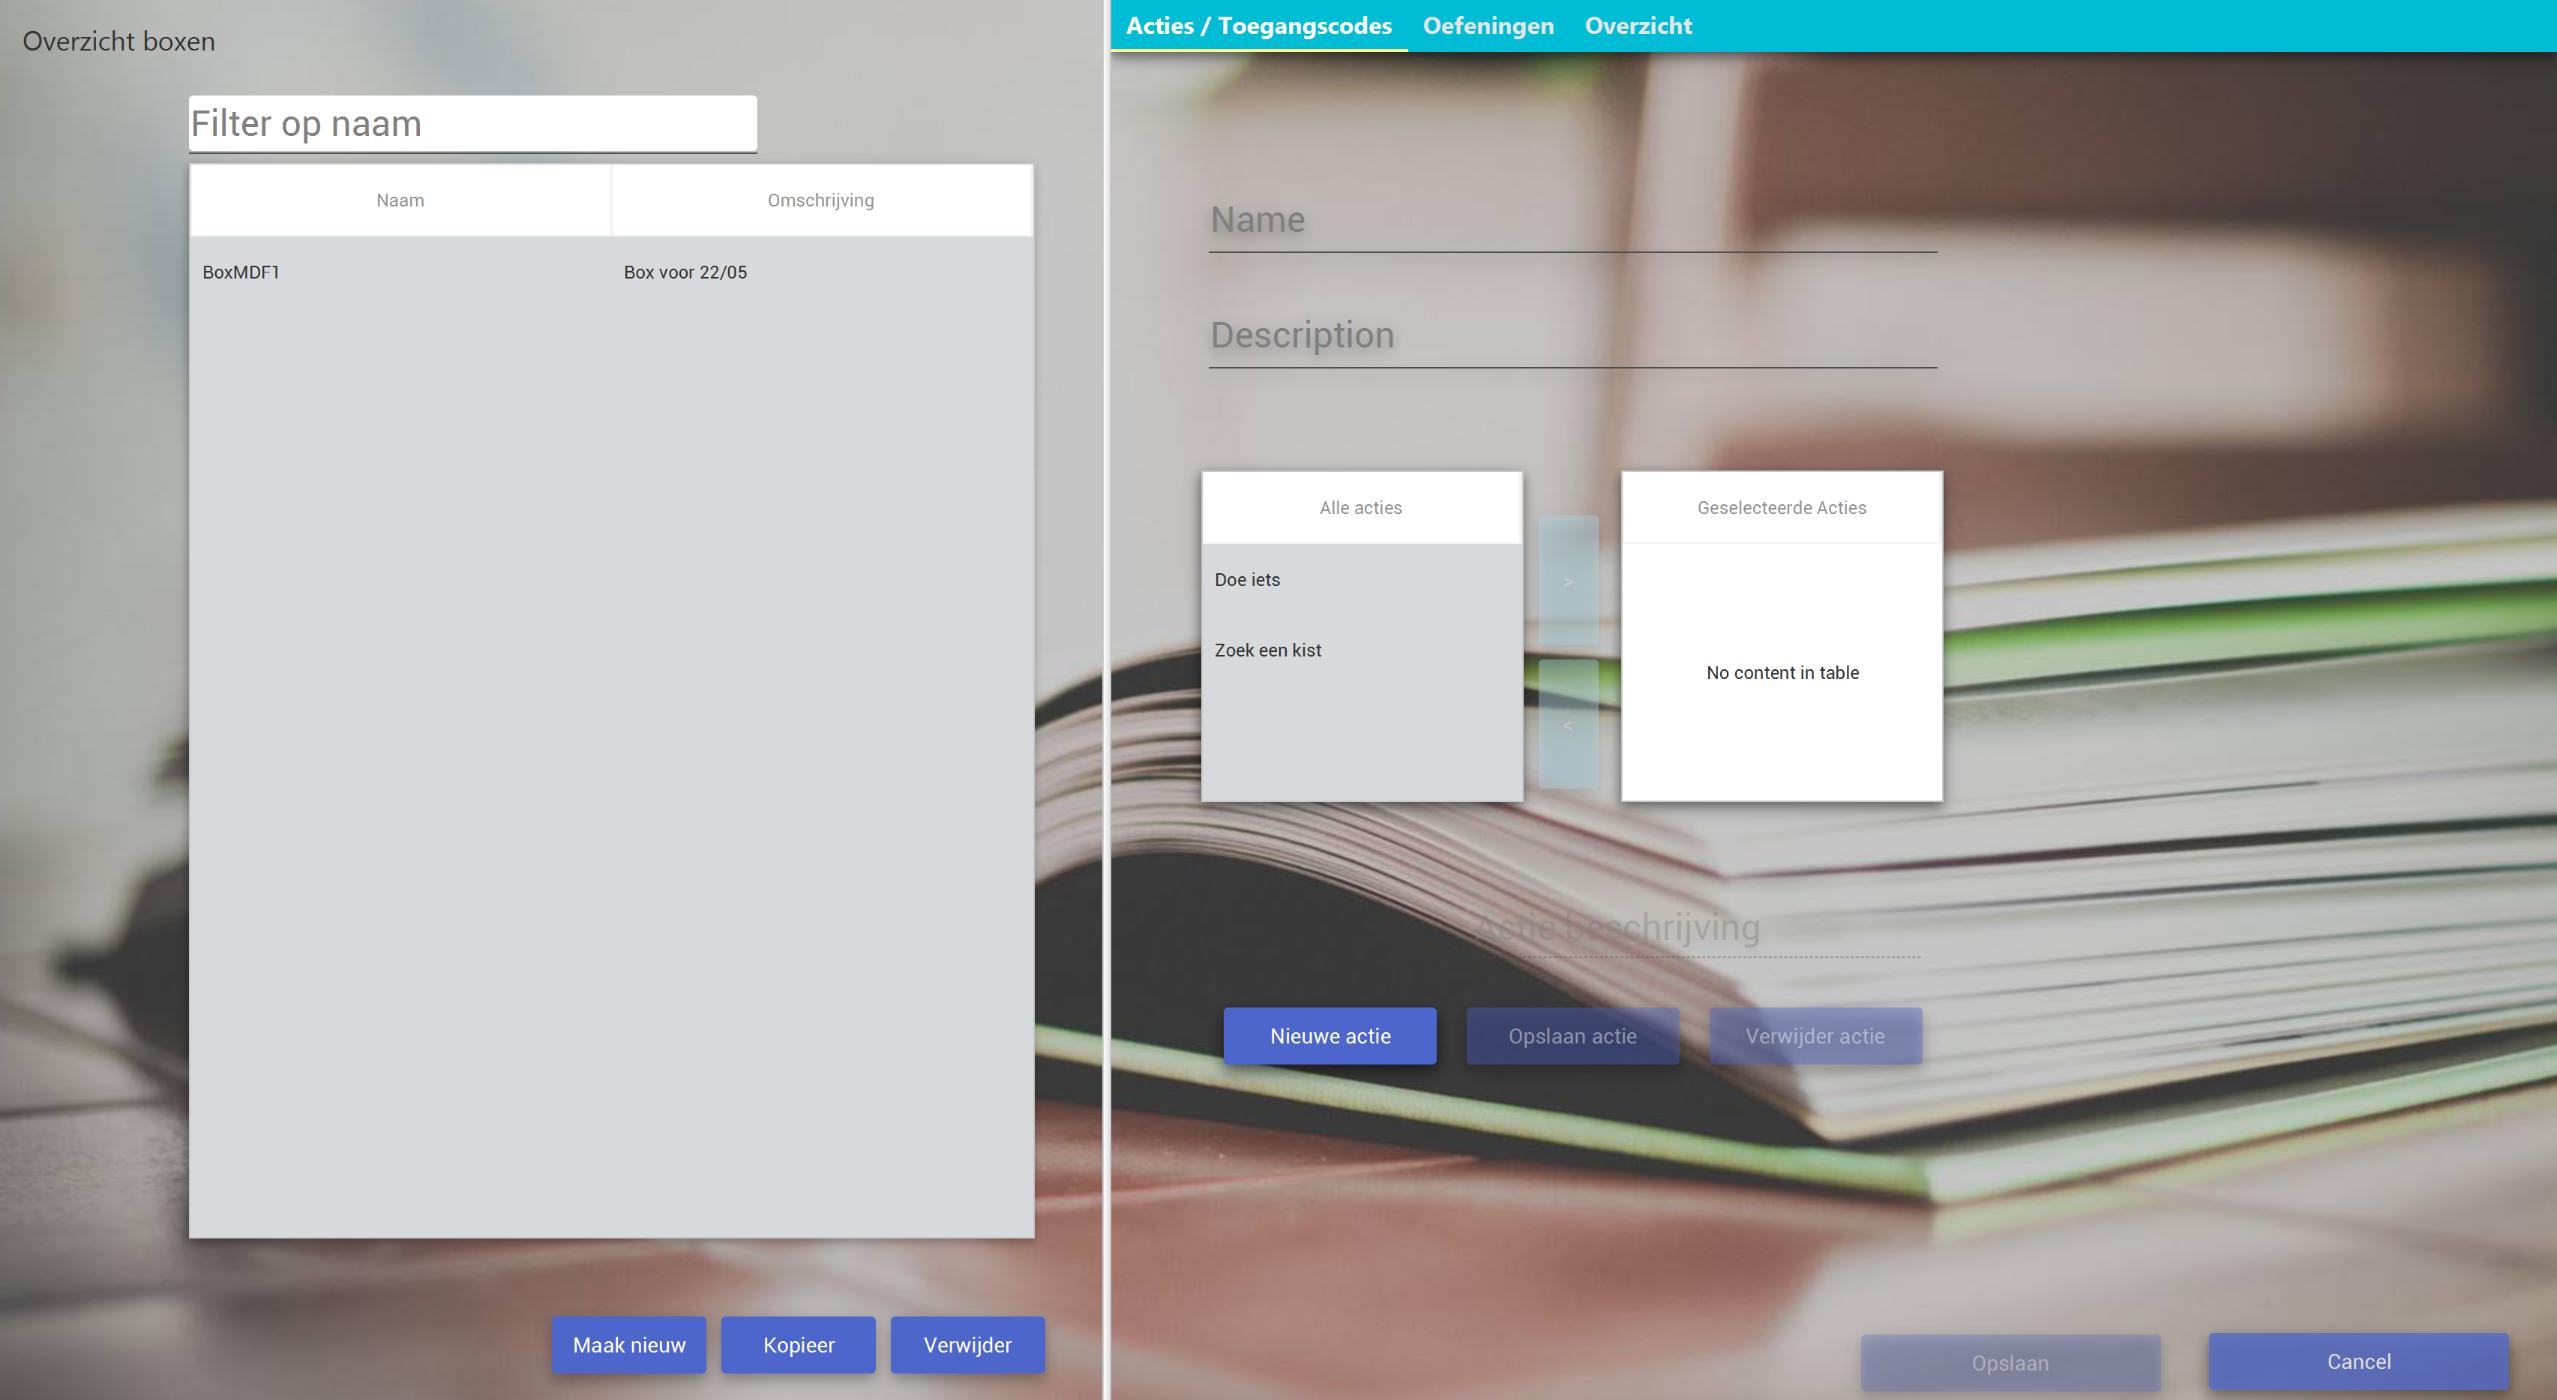 Overzicht boxen
Filter op naam
Naam Omschrijving
BoxMDF1 Box voor 22/05
Maak nieuw Kopieer Verwijder
Acties / Toegangscodes Oefeningen Overzicht
Name
Description
Alle acties
Doe iets
Zoek een kist
>
<
Geselecteerde Acties
No content in table
Actie beschrijving
Nieuwe actie Opslaan actie Verwijder actie
Opslaan Cancel